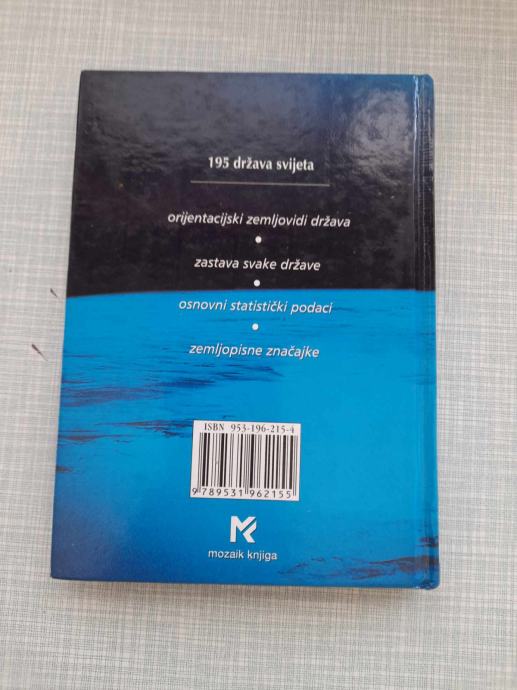 195 država svijeta
orijentacijski zemljovidi država
•
zastava svake države
•
osnovni statistički podaci
•
zemljopisne značajke
ISBN 953-196-215-4
9 789531 962155
MK
mozaik knjiga